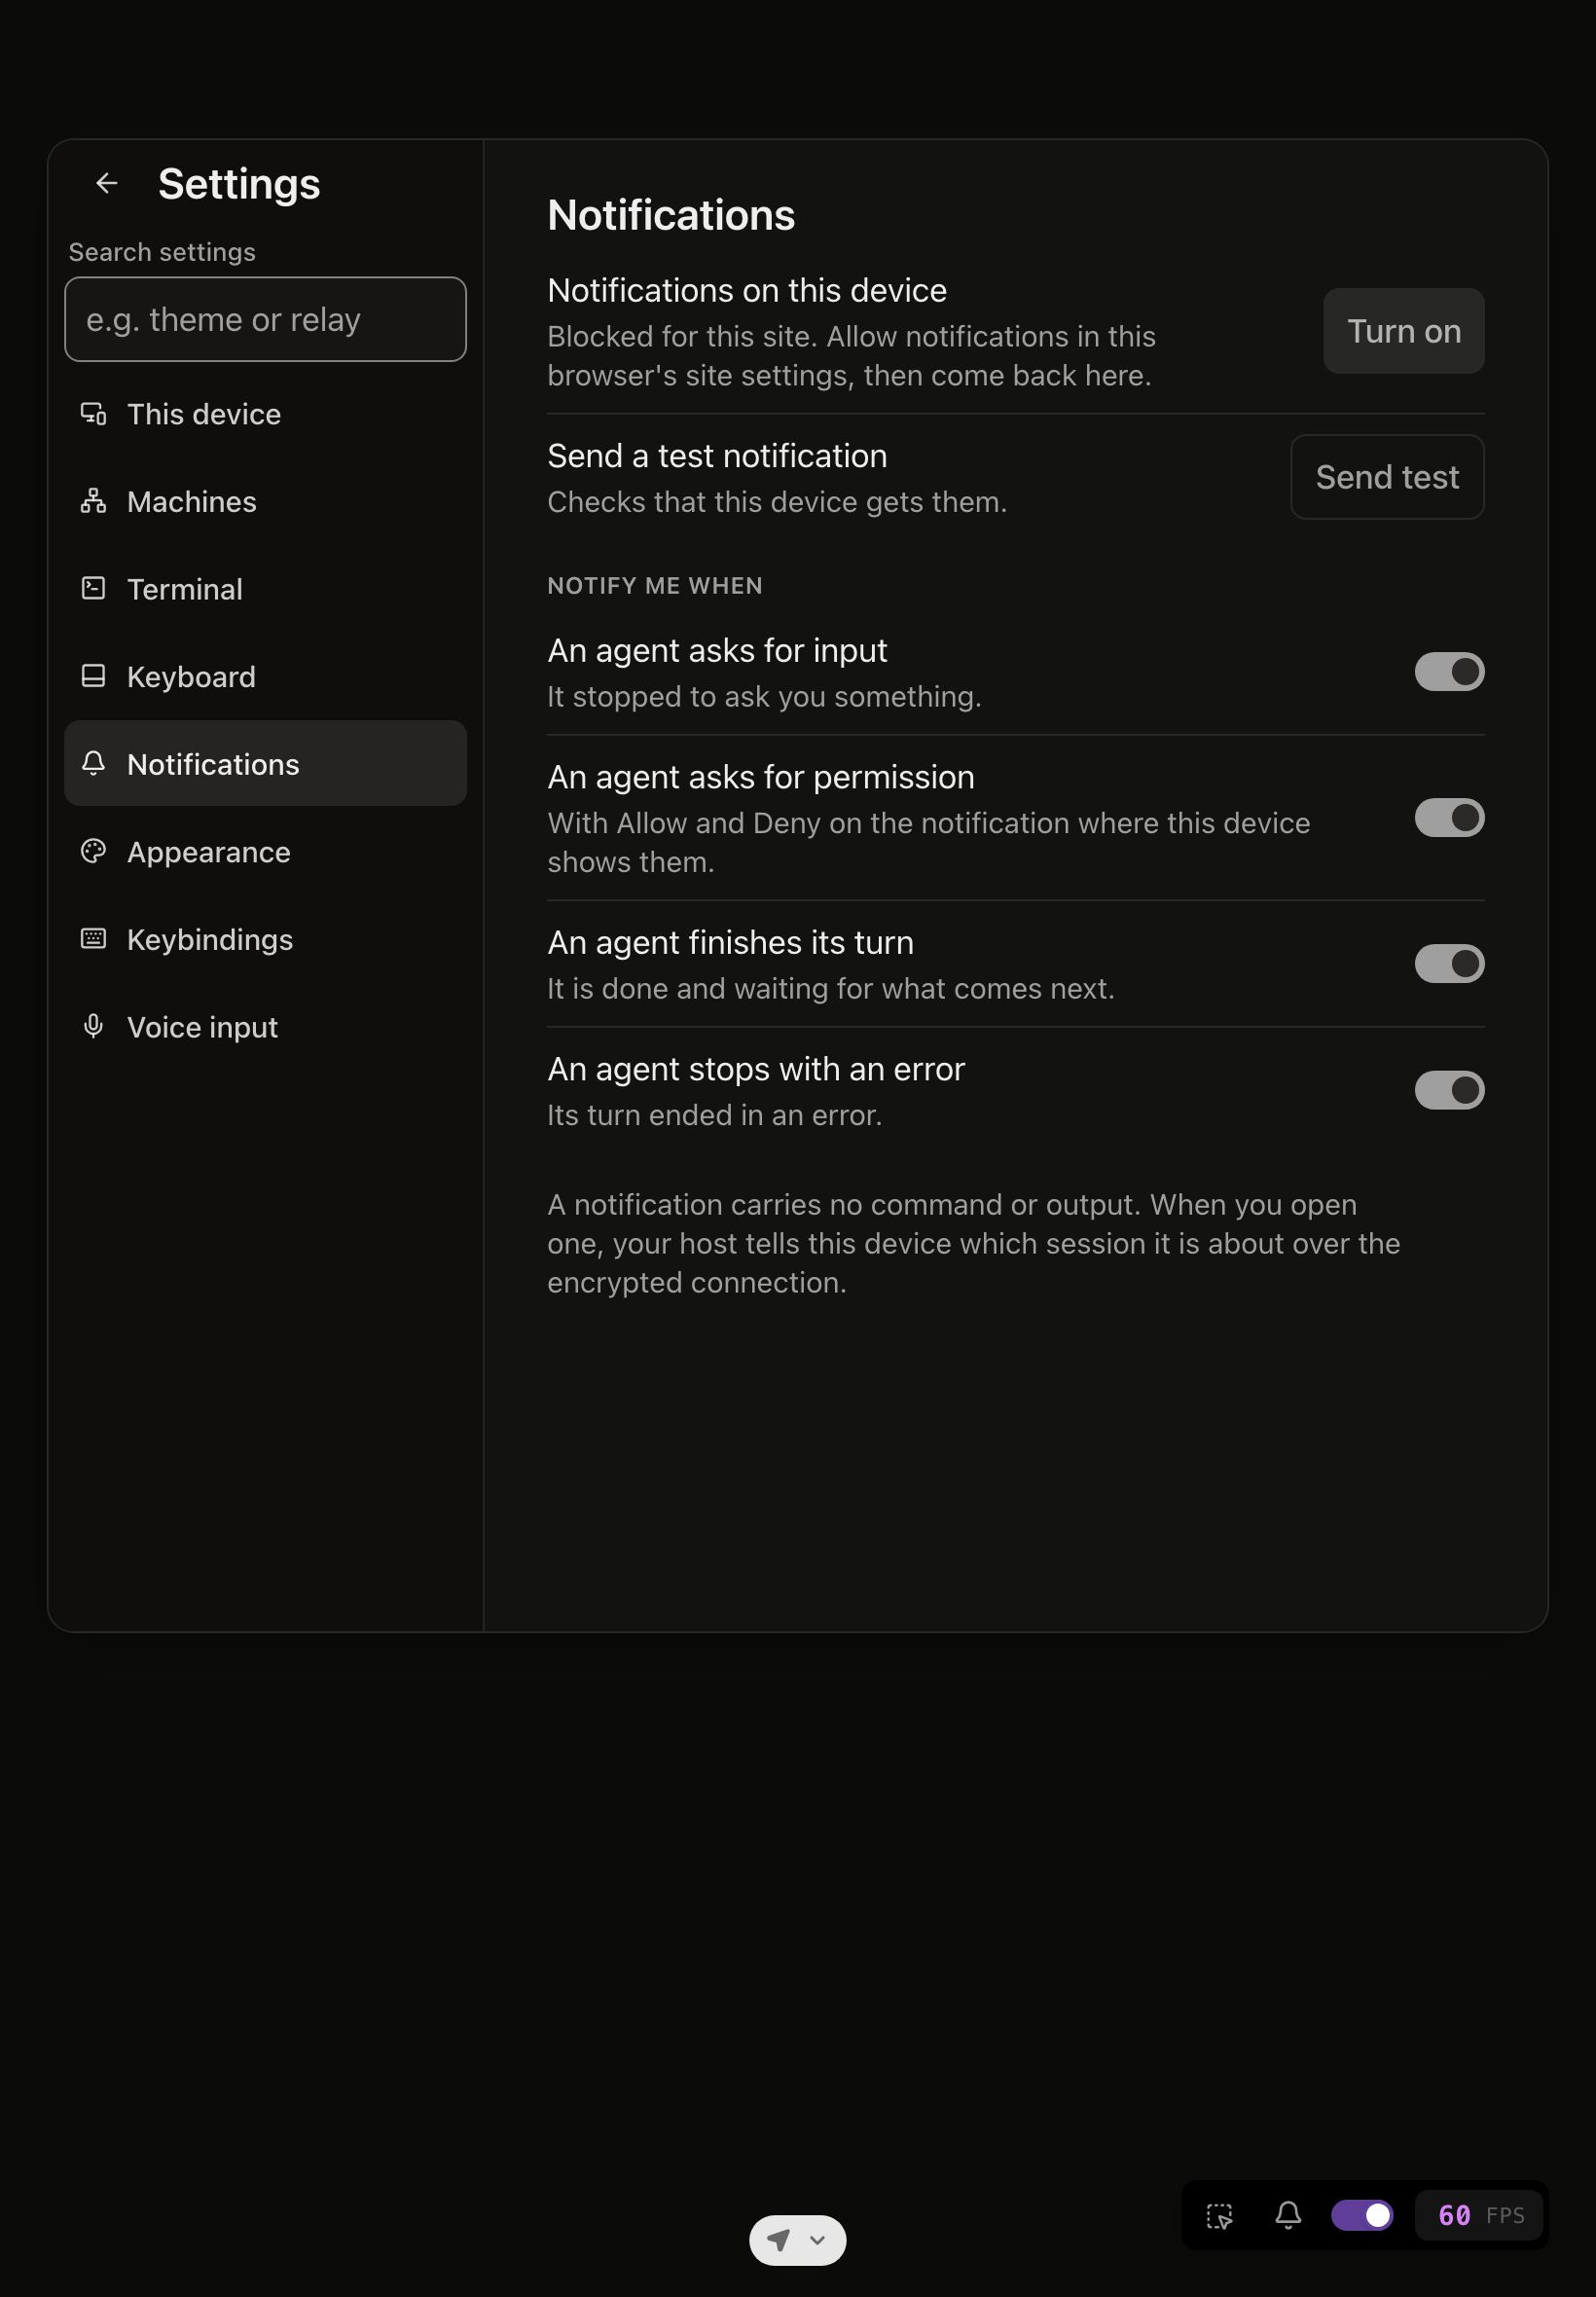 Settings
Search settings
e.g. theme or relay
This device
Machines
Terminal
Keyboard
Notifications
Appearance
Keybindings
Voice input
Notifications
Notifications on this device
Blocked for this site. Allow notifications in this
browser's site settings, then come back here.
Turn on
Send a test notification
Checks that this device gets them.
Send test
NOTIFY ME WHEN
An agent asks for input
It stopped to ask you something.
An agent asks for permission
With Allow and Deny on the notification where this device
shows them.
An agent finishes its turn
It is done and waiting for what comes next.
An agent stops with an error
Its turn ended in an error.
A notification carries no command or output. When you open
one, your host tells this device which session it is about over the
encrypted connection.
60 FPS